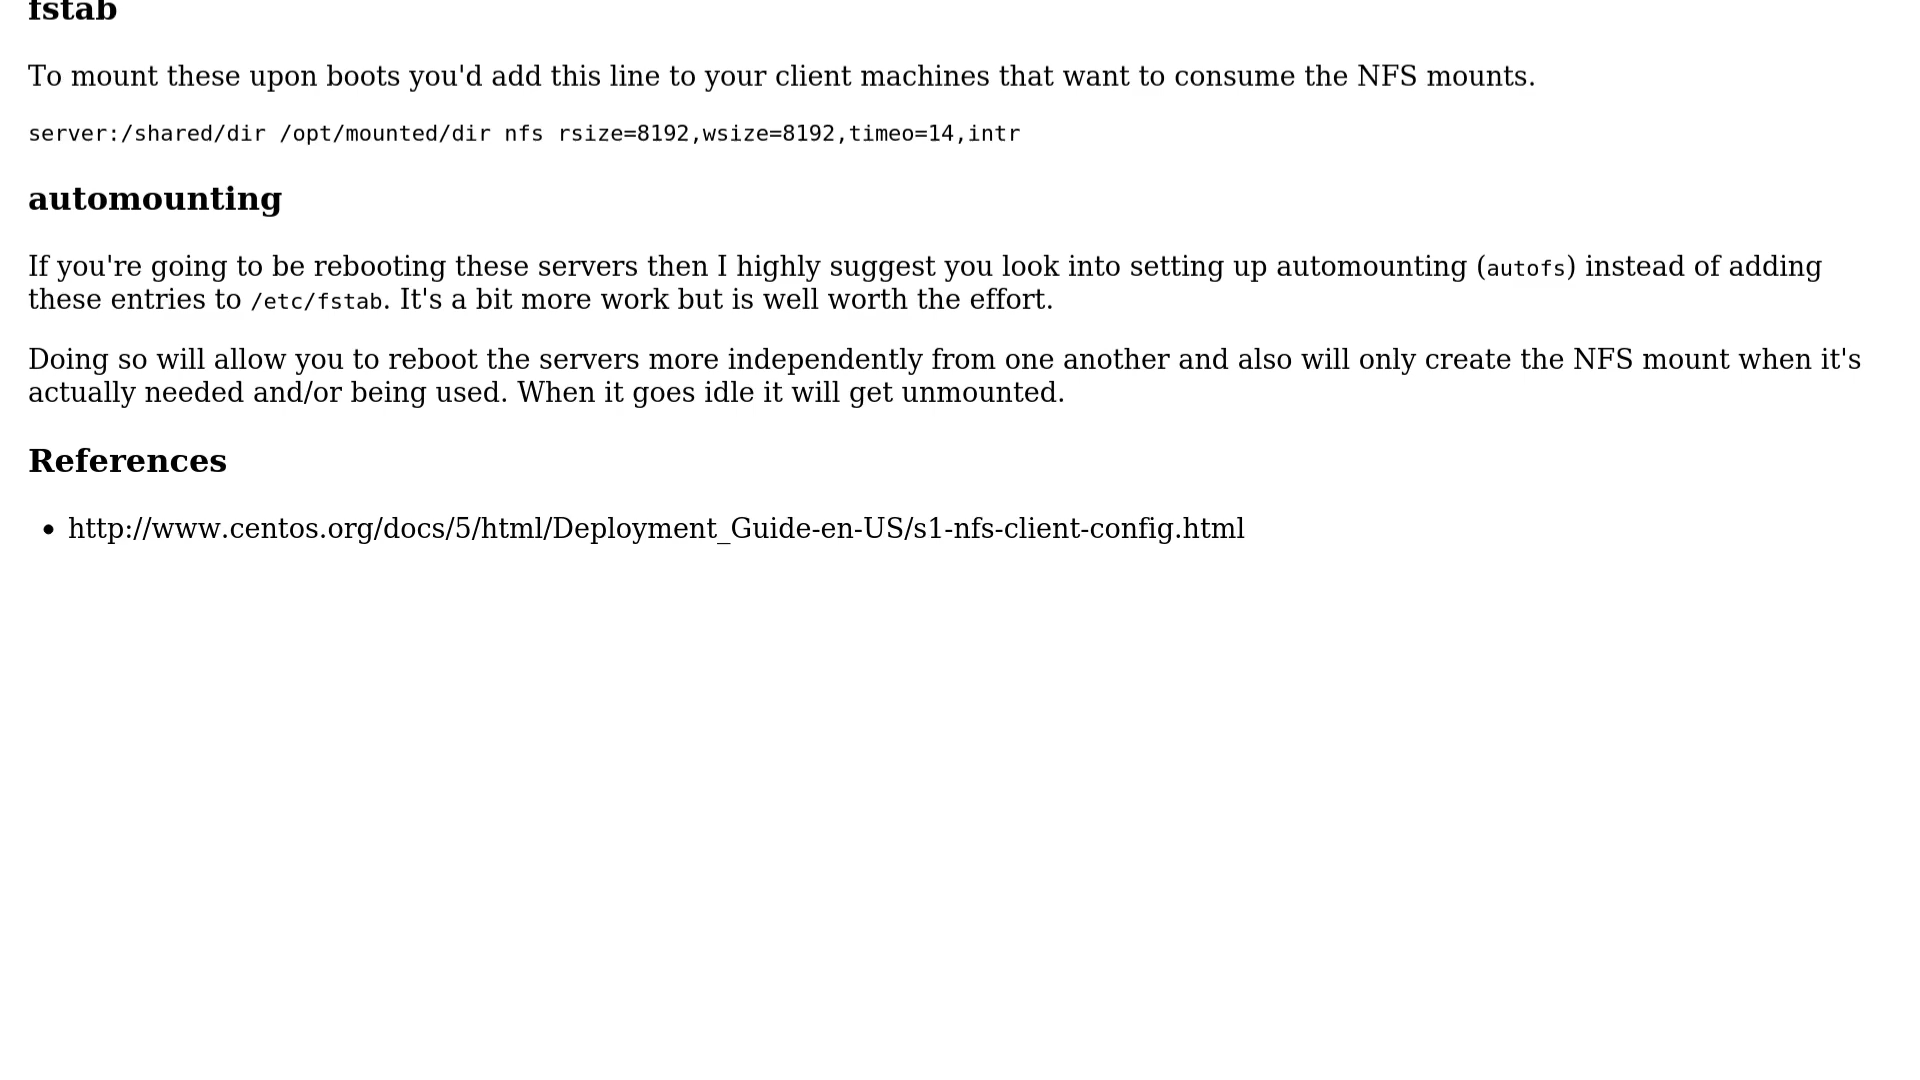 fstab
To mount these upon boots you'd add this line to your client machines that want to consume the NFS mounts.
server:/shared/dir /opt/mounted/dir nfs rsize=8192,wsize=8192,timeo=14,intr
automounting
If you're going to be rebooting these servers then I highly suggest you look into setting up automounting (autofs) instead of adding
these entries to /etc/fstab. It's a bit more work but is well worth the effort.
Doing so will allow you to reboot the servers more independently from one another and also will only create the NFS mount when it's
actually needed and/or being used. When it goes idle it will get unmounted.
References
• http://www.centos.org/docs/5/html/Deployment_Guide-en-US/s1-nfs-client-config.html